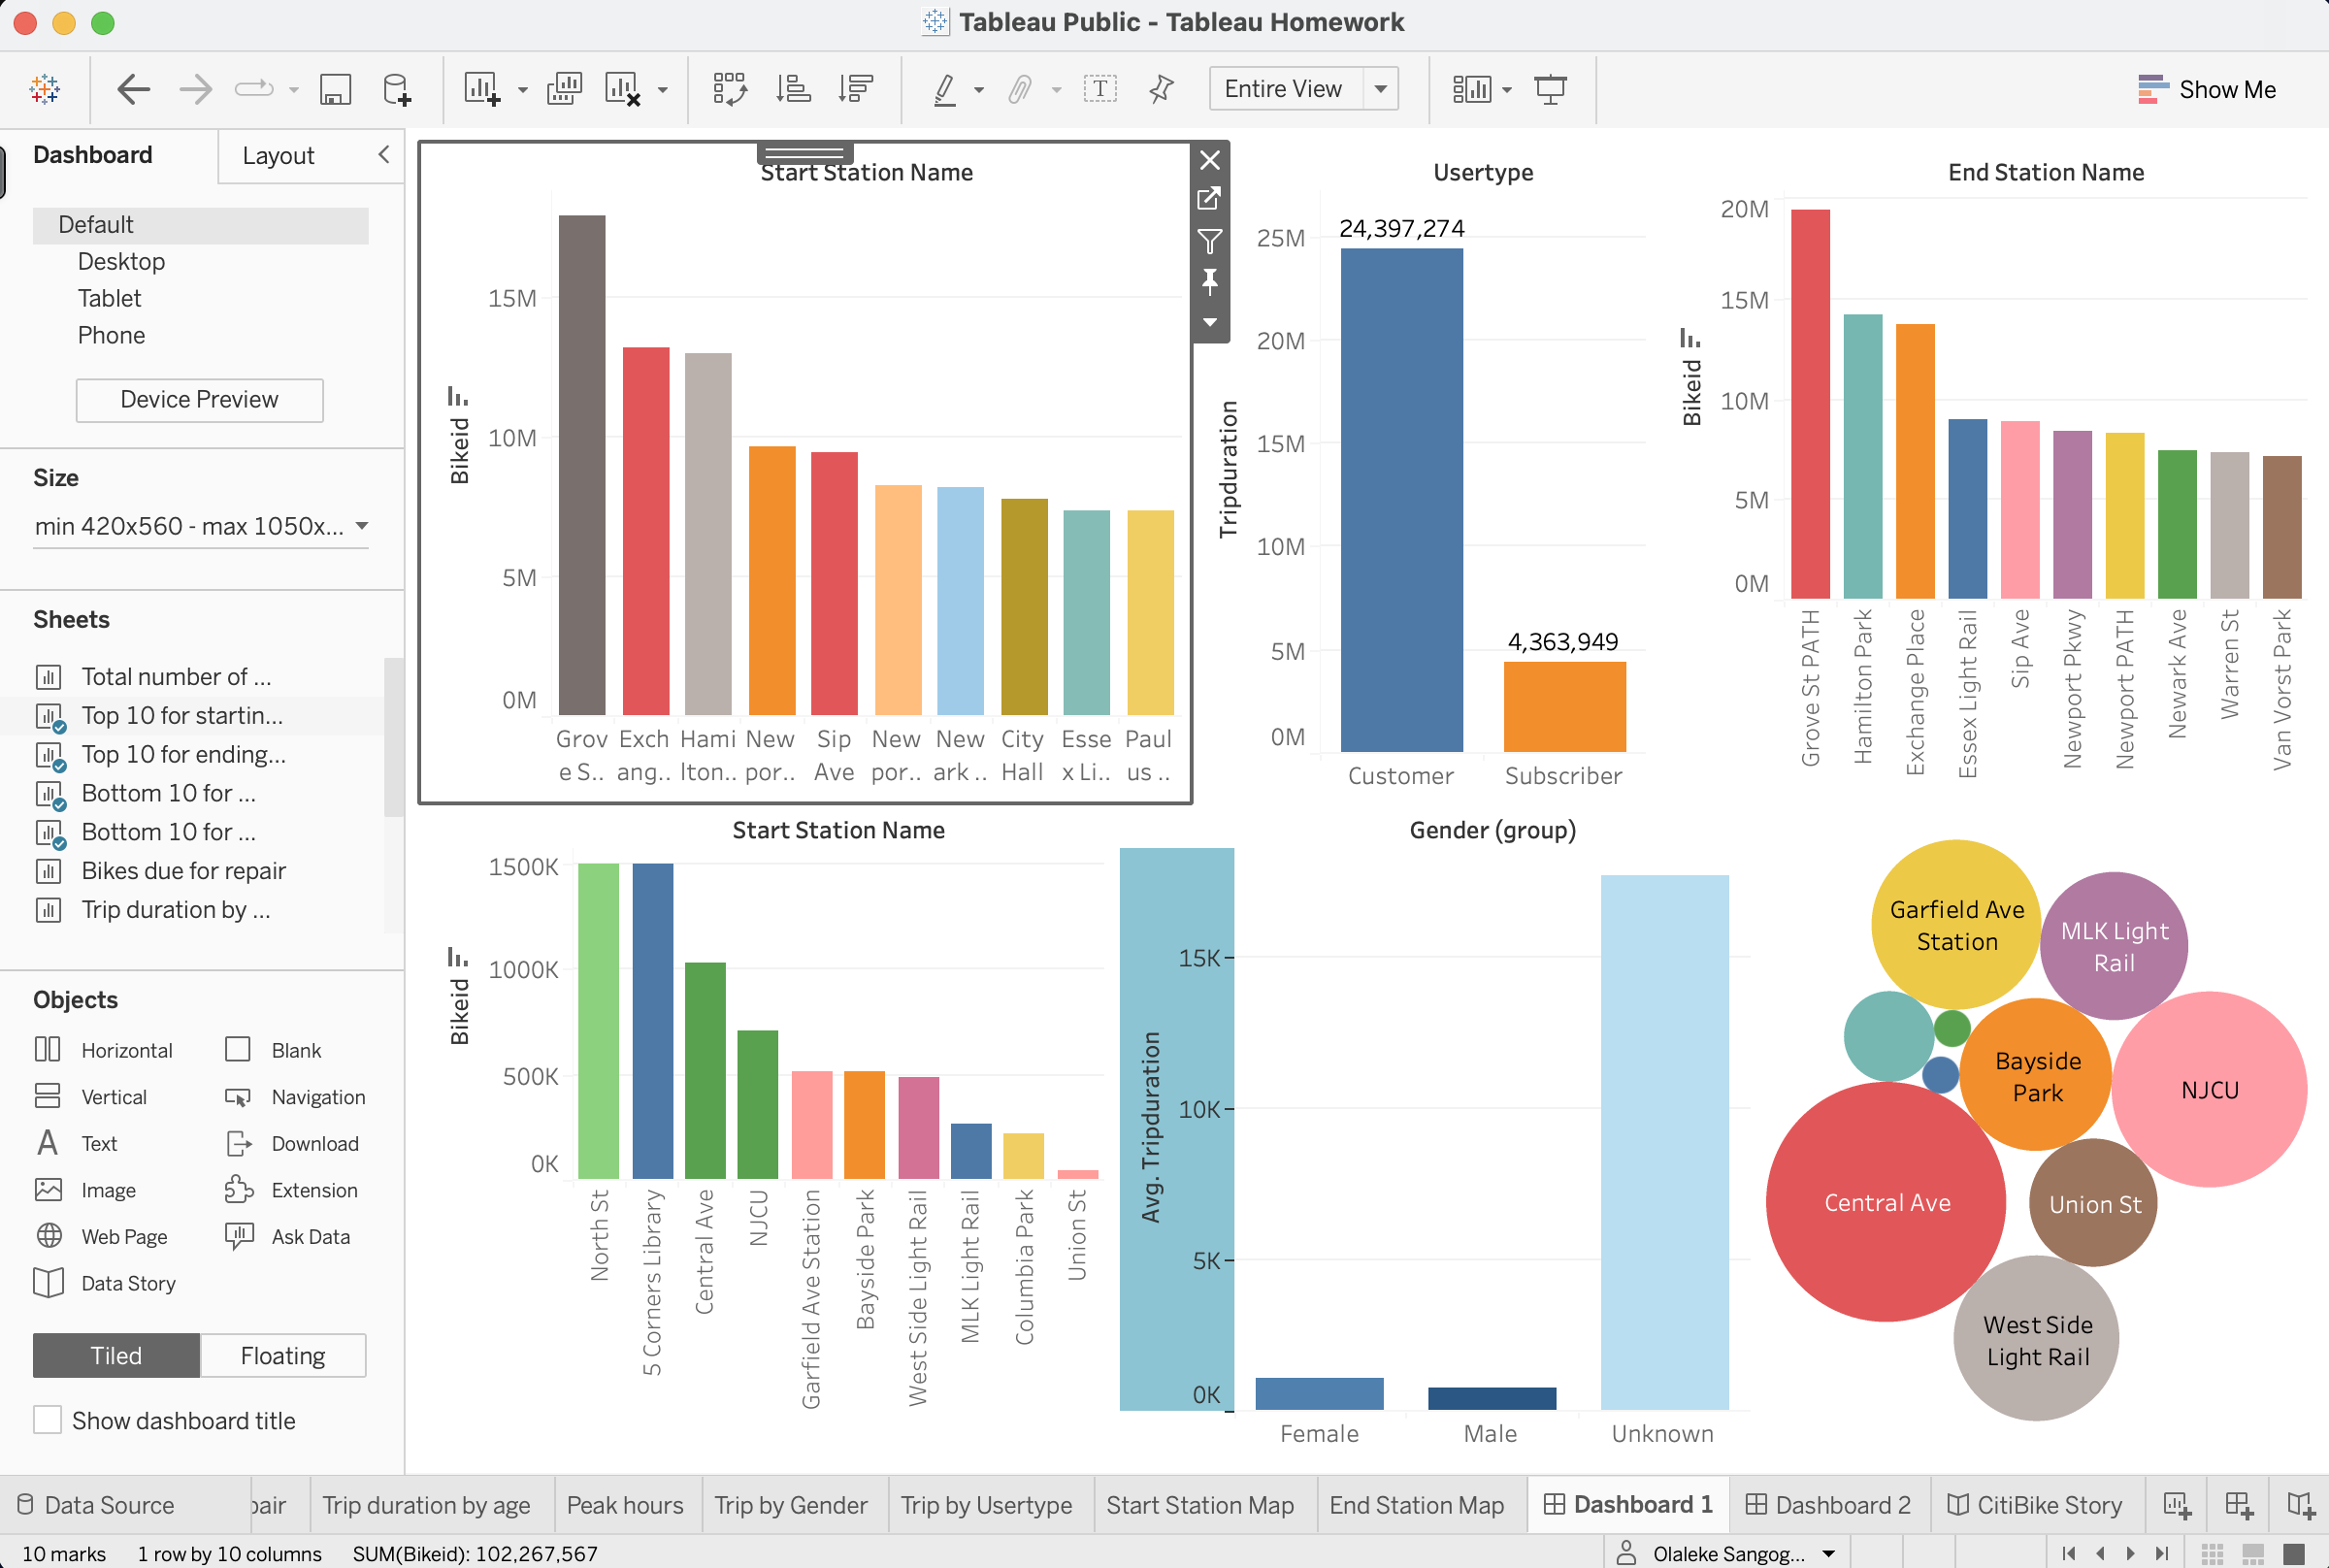 Tableau Public - Tableau Homework
Entire View
Show Me
Dashboard
Layout
Default
Desktop
Tablet
Phone
Device Preview
Size
min 420x560 - max 1050x...
Sheets
Total number of ...
Top 10 for startin...
Top 10 for ending...
Bottom 10 for ...
Bottom 10 for ...
Bikes due for repair
Trip duration by ...
Objects
Horizontal
Blank
Vertical
Navigation
Text
Download
Image
Extension
Web Page
Ask Data
Data Story
Tiled
Floating
Show dashboard title
Start Station Name
Bikeid
15M
10M
5M
0M
Grov
e S..
Exch
ang..
Hami
lton..
New
por..
Sip
Ave
New
por..
New
ark ..
City
Hall
Esse
x Li..
Paul
us ..
Usertype
Tripduration
25M
20M
15M
10M
5M
0M
24,397,274
4,363,949
Customer
Subscriber
End Station Name
Bikeid
20M
15M
10M
5M
0M
Grove St PATH
Hamilton Park
Exchange Place
Essex Light Rail
Sip Ave
Newport Pkwy
Newport PATH
Newark Ave
Warren St
Van Vorst Park
Start Station Name
Bikeid
1500K
1000K
500K
0K
North St
5 Corners Library
Central Ave
NJCU
Garfield Ave Station
Bayside Park
West Side Light Rail
MLK Light Rail
Columbia Park
Union St
Gender (group)
Avg. Tripduration
15K
10K
5K
0K
Female
Male
Unknown
Garfield Ave
Station
MLK Light
Rail
Bayside
Park
NJCU
Central Ave
Union St
West Side
Light Rail
Data Source
pair
Trip duration by age
Peak hours
Trip by Gender
Trip by Usertype
Start Station Map
End Station Map
Dashboard 1
Dashboard 2
CitiBike Story
10 marks
1 row by 10 columns
SUM(Bikeid): 102,267,567
Olaleke Sangog...